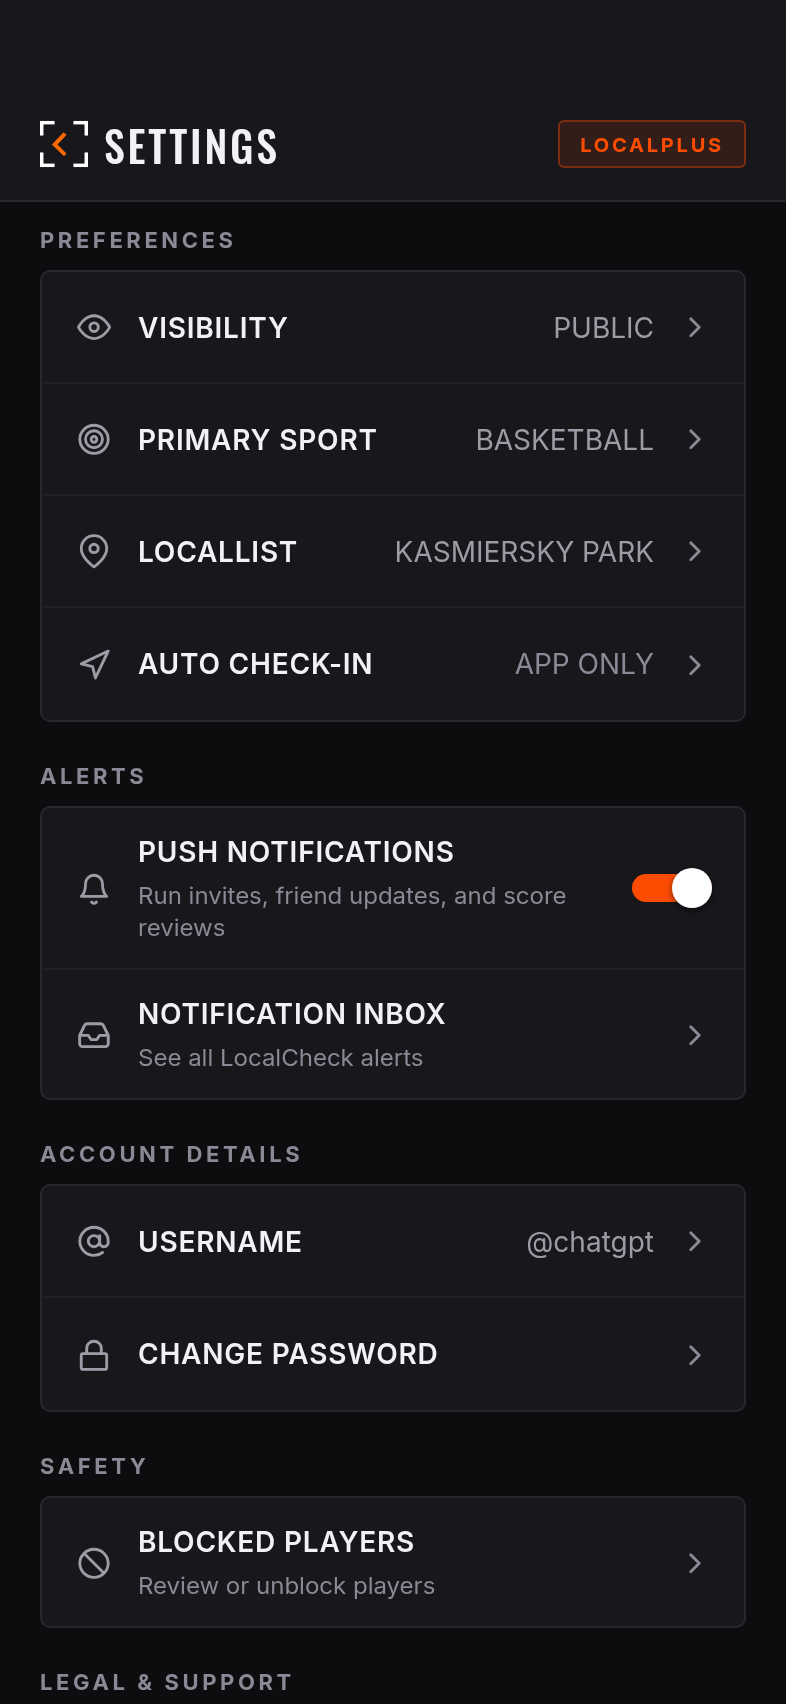 SETTINGS
LOCALPLUS
PREFERENCES
VISIBILITY PUBLIC
PRIMARY SPORT BASKETBALL
LOCALLIST KASMIERSKY PARK
AUTO CHECK-IN APP ONLY
ALERTS
PUSH NOTIFICATIONS
Run invites, friend updates, and score
reviews
NOTIFICATION INBOX
See all LocalCheck alerts
ACCOUNT DETAILS
USERNAME @chatgpt
CHANGE PASSWORD
SAFETY
BLOCKED PLAYERS
Review or unblock players
LEGAL & SUPPORT